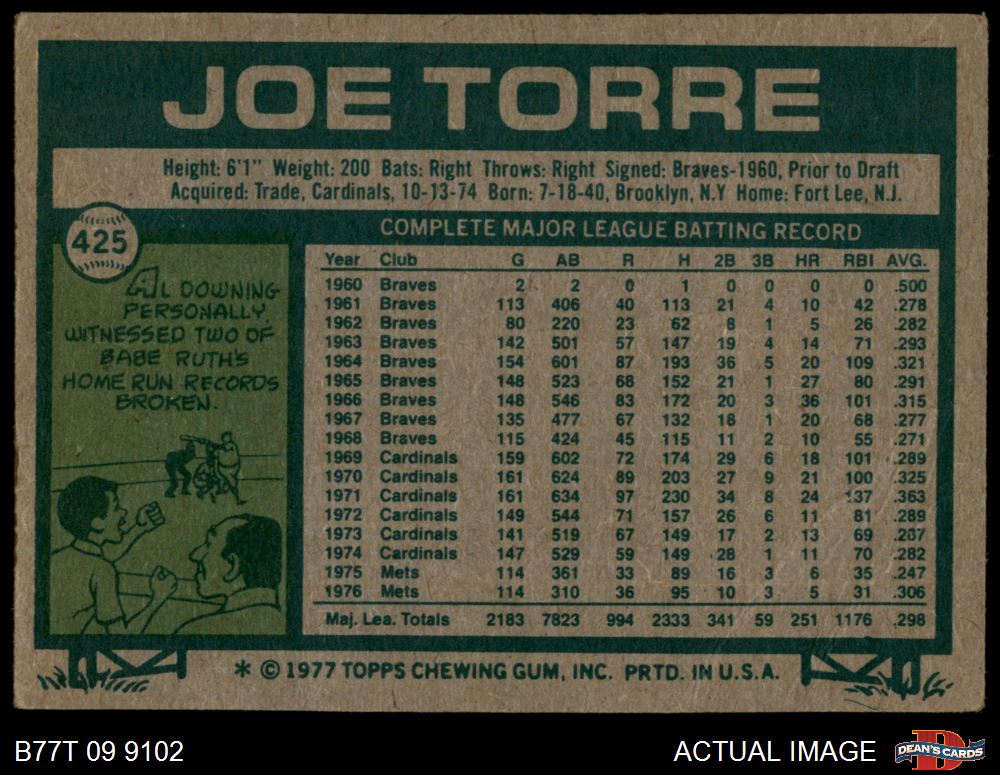 JOE TORRE
Height: 6'1" Weight: 200 Bats: Right Throws: Right Signed: Braves-1960, Prior to Draft
Acquired: Trade, Cardinals, 10-13-74 Born: 7-18-40, Brooklyn, N.Y Home: Fort Lee, N.J.
425
AL DOWNING
PERSONALLY
WITNESSED TWO OF
BABE RUTH'S
HOME RUN RECORDS
BROKEN.
COMPLETE MAJOR LEAGUE BATTING RECORD
Year Club G AB R H 2B 3B HR RBI AVG.
1960 Braves 2 2 0 1 0 0 0 0 .500
1961 Braves 113 406 40 113 21 4 10 42 .278
1962 Braves 80 220 23 62 8 1 5 26 .282
1963 Braves 142 501 57 147 19 4 14 71 .293
1964 Braves 154 601 87 193 36 5 20 109 .321
1965 Braves 148 523 68 152 21 1 27 80 .291
1966 Braves 148 546 83 172 20 3 36 101 .315
1967 Braves 135 477 67 132 18 1 20 68 .277
1968 Braves 115 424 45 115 11 2 10 55 .271
1969 Cardinals 159 602 72 174 29 6 18 101 .289
1970 Cardinals 161 624 89 203 27 9 21 100 .325
1971 Cardinals 161 634 97 230 34 8 24 137 .363
1972 Cardinals 149 544 71 157 26 6 11 81 .289
1973 Cardinals 141 519 67 149 17 2 13 69 .287
1974 Cardinals 147 529 59 149 28 1 11 70 .282
1975 Mets 114 361 33 89 16 3 6 35 .247
1976 Mets 114 310 36 95 10 3 5 31 .306
Maj. Lea. Totals 2183 7823 994 2333 341 59 251 1176 .298
* © 1977 TOPPS CHEWING GUM, INC. PRTD. IN U.S.A.
B77T 09 9102
ACTUAL IMAGE
DEAN'S CARDS